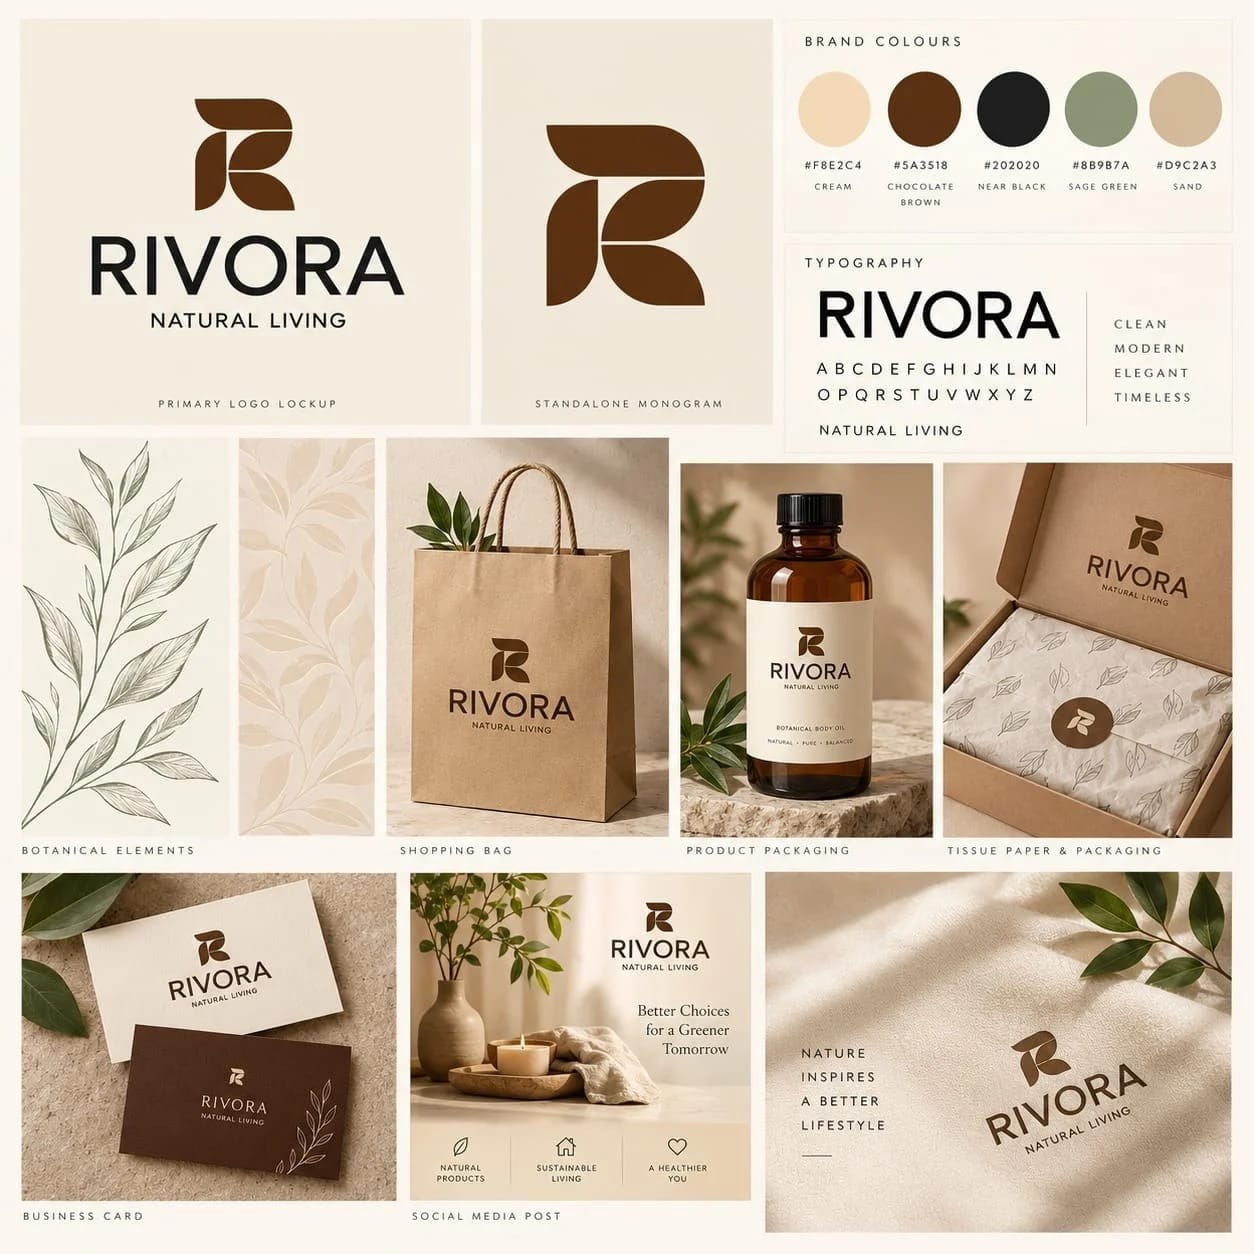 RIVORA
NATURAL LIVING
PRIMARY LOGO LOCKUP
STANDALONE MONOGRAM
BRAND COLOURS
#F8E2C4
CREAM
#5A3518
CHOCOLATE
BROWN
#202020
NEAR BLACK
#8B9B7A
SAGE GREEN
#D9C2A3
SAND
TYPOGRAPHY
RIVORA
ABCDEFGHIJKLMN
OPQRSTUVWXYZ
NATURAL LIVING
CLEAN
MODERN
ELEGANT
TIMELESS
BOTANICAL ELEMENTS
RIVORA
NATURAL LIVING
SHOPPING BAG
RIVORA
NATURAL LIVING
BOTANICAL BODY OIL
NATURAL • PURE • BALANCED
PRODUCT PACKAGING
RIVORA
NATURAL LIVING
TISSUE PAPER & PACKAGING
RIVORA
NATURAL LIVING
RIVORA
NATURAL LIVING
BUSINESS CARD
RIVORA
NATURAL LIVING
Better Choices
for a Greener
Tomorrow
NATURAL
PRODUCTS
SUSTAINABLE
LIVING
A HEALTHIER
YOU
SOCIAL MEDIA POST
NATURE
INSPIRES
A BETTER
LIFESTYLE
RIVORA
NATURAL LIVING